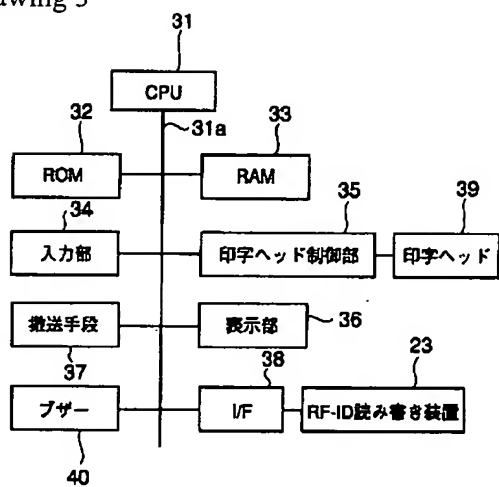 awing 3
31
CPU
31a
32
33
ROM
RAM
34
35
39
入力部
印字ヘッド制御部
印字ヘッド
搬送手段
表示部
36
37
38
23
ブザー
I/F
RF-ID読み書き装置
40